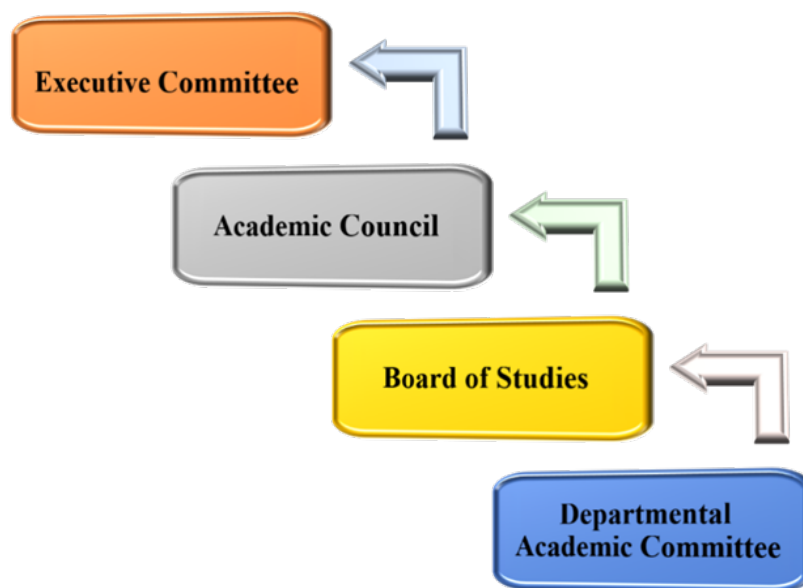 Executive Committee
Academic Council
Board of Studies
Departmental
Academic Committee